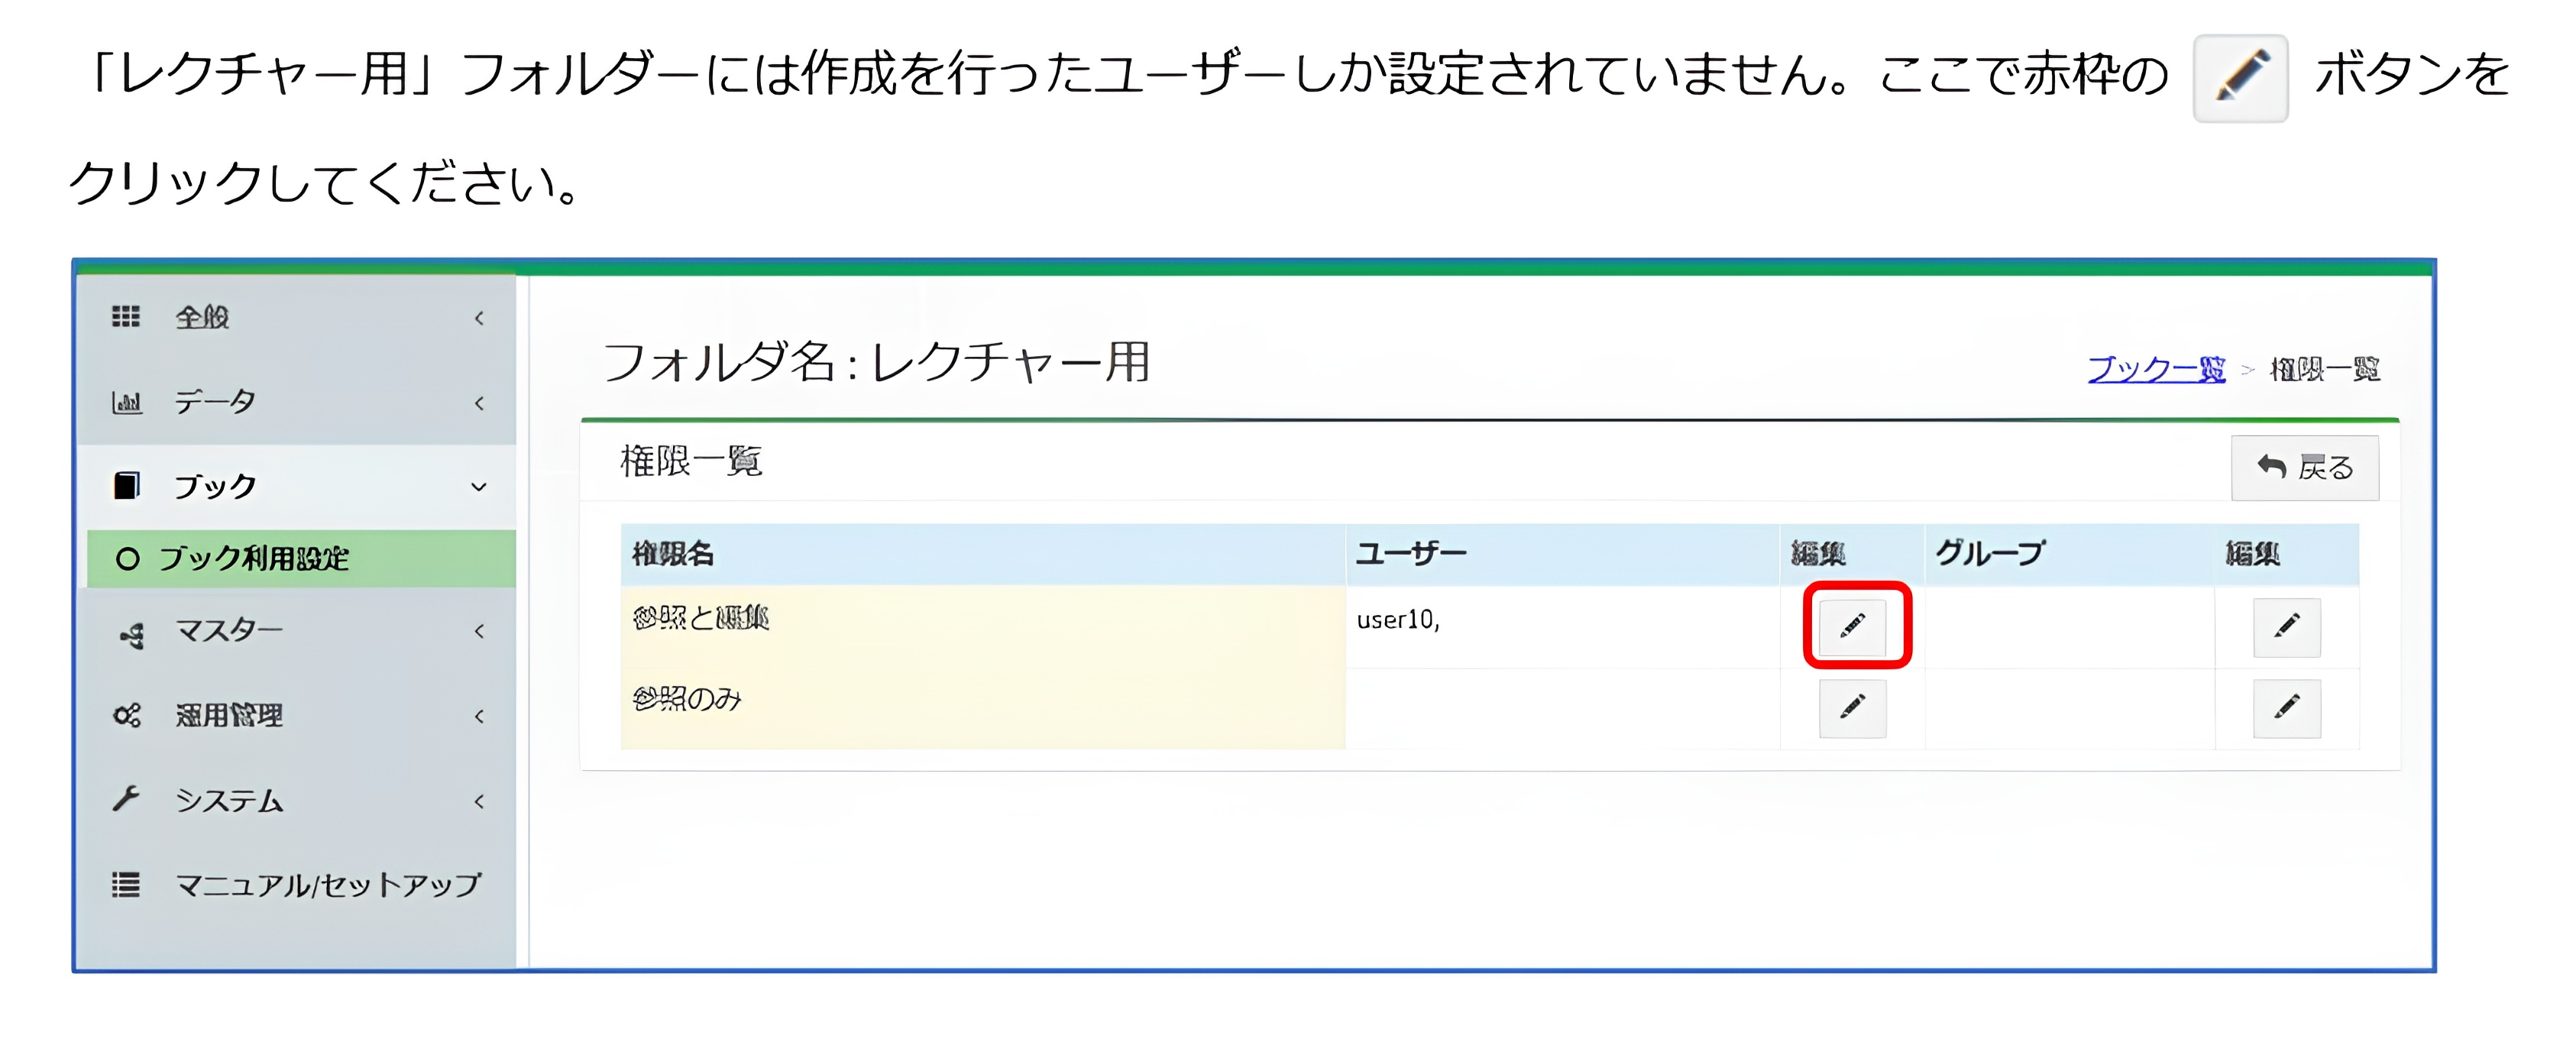 「レクチャー用」フォルダーには作成を行ったユーザーしか設定されていません。ここで赤枠の ボタンを
クリックしてください。
全般
データ
ブック
ブック利用設定
マスター
運用管理
システム
マニュアル/セットアップ
フォルダ名:レクチャー用
ブック一覧 > 権限一覧
権限一覧
戻る
権限名 ユーザー 編集 グループ 編集
参照と編集 user10,
参照のみ